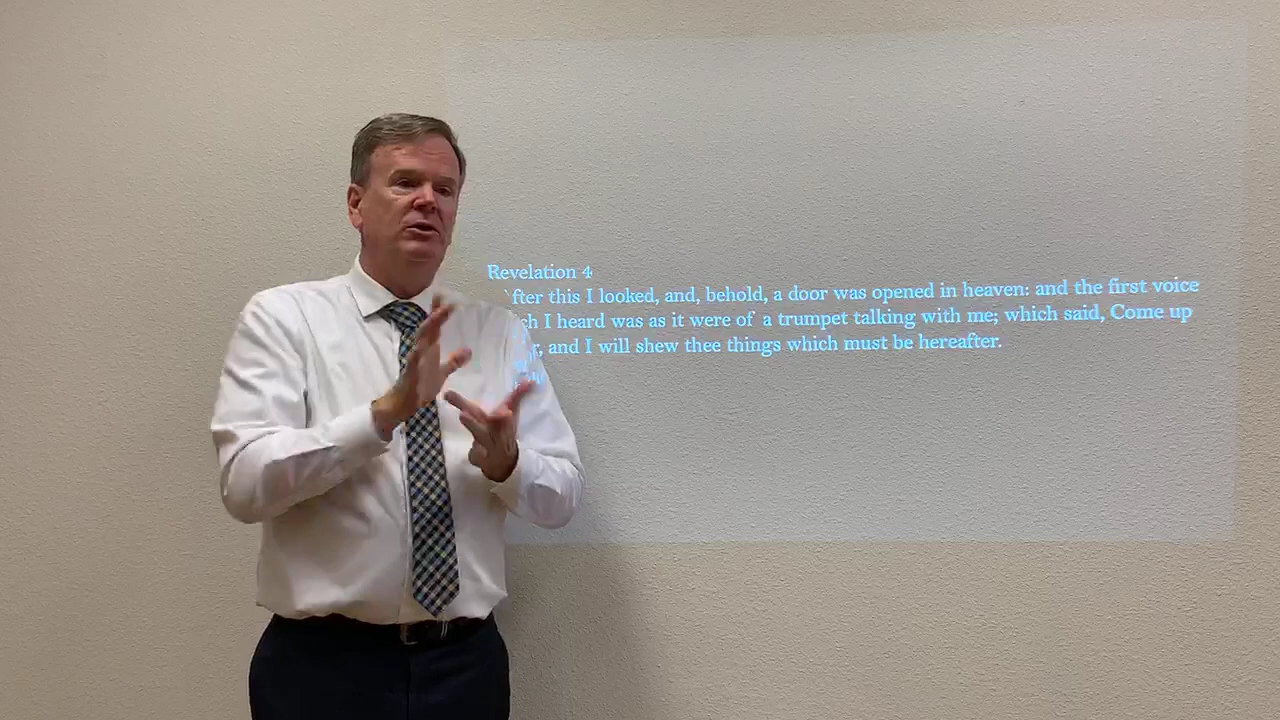 Revelation 4
fter this I looked, and, behold, a door was opened in heaven: and the first voice
ch I heard was as it were of a trumpet talking with me; which said, Come up
r, and I will shew thee things which must be hereafter.